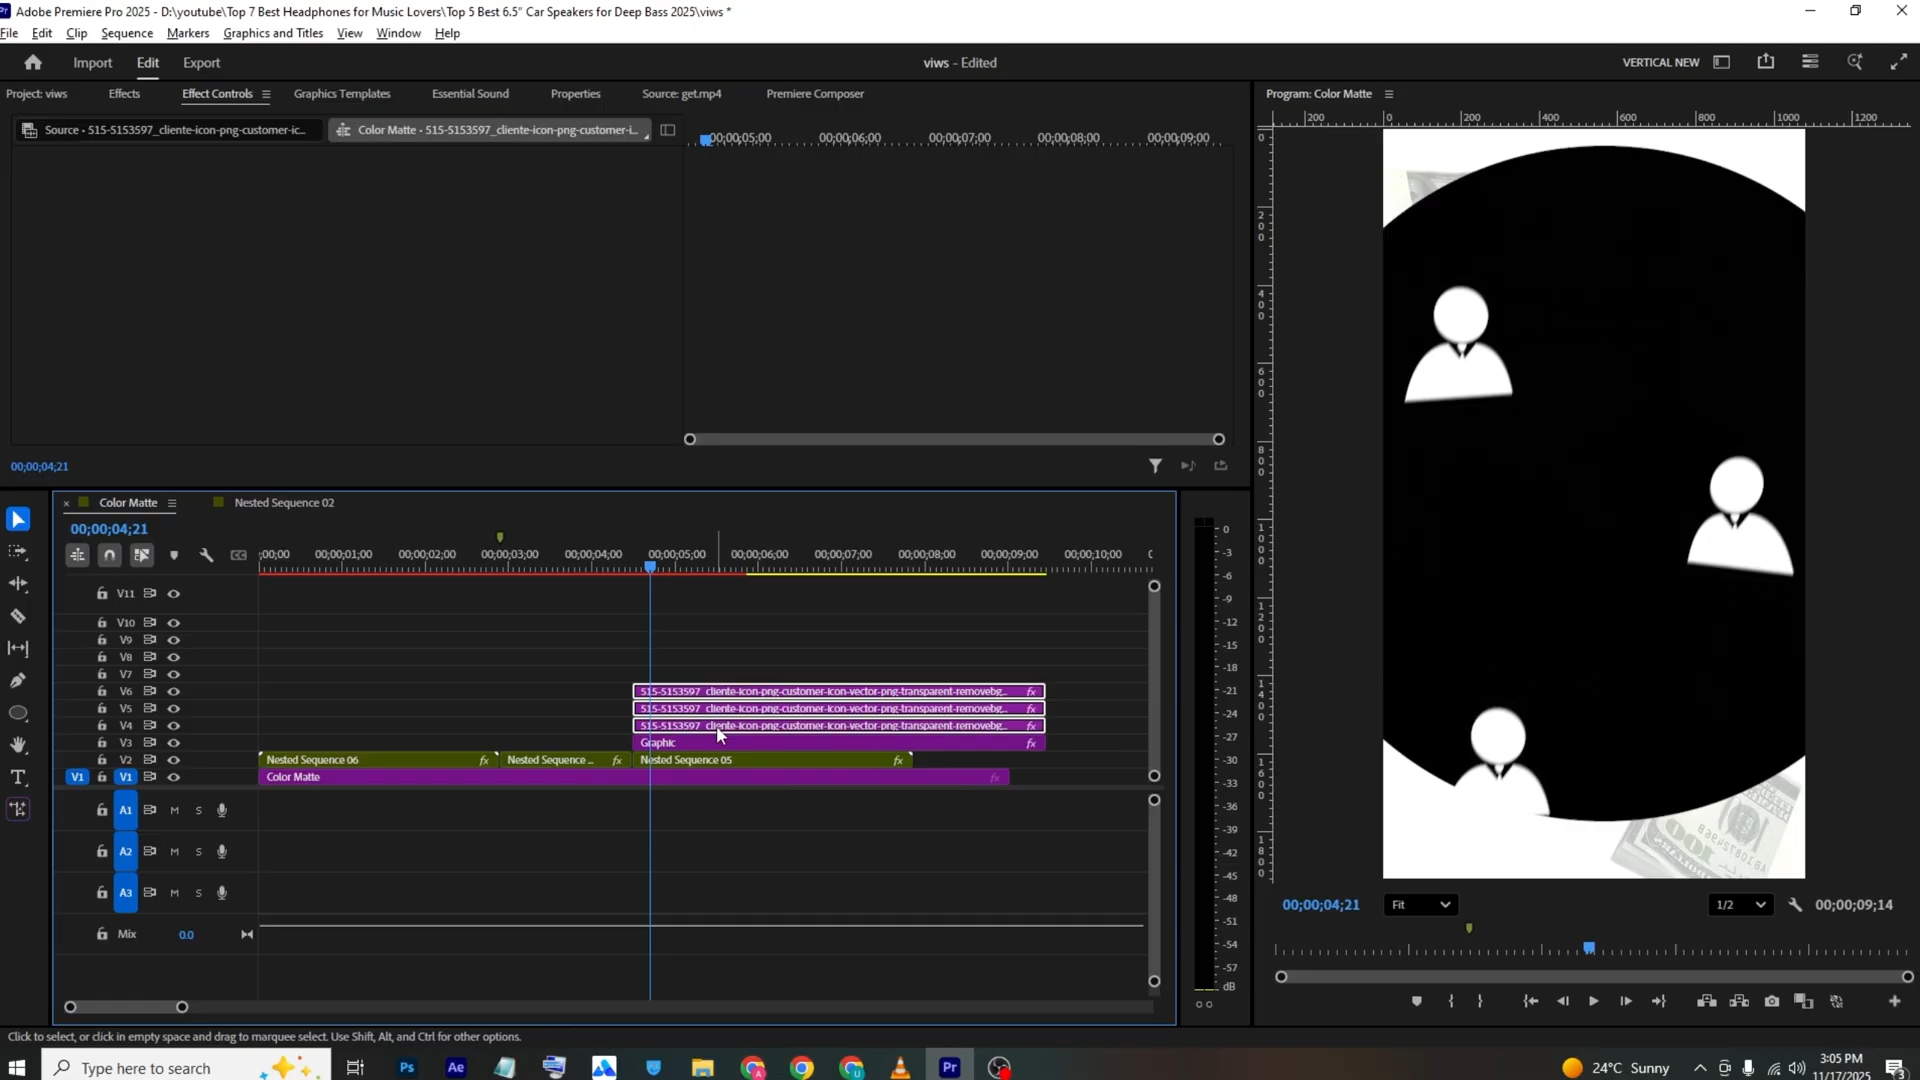 Pr Adobe Premiere Pro 2025 - D:\youtube\Top 7 Best Headphones for Music Lovers\Top 5 Best 6.5" Car Speakers for Deep Bass 2025\viws *
File Edit Clip Sequence Markers Graphics and Titles View Window Help
Import Edit Export
viws - Edited
VERTICAL NEW
Project: viws Effects Effect Controls Graphics Templates Essential Sound Properties Source: get.mp4 Premiere Composer
Program: Color Matte
Source • 515-5153597_cliente-icon-png-customer-ic...
Color Matte • 515-5153597_cliente-icon-png-customer-i...
00;00;05;00 00;00;06;00 00;00;07;00 00;00;08;00 00;00;09;00
200 0 200 400 600 800 1000 1200
0
200
400
600
800
1000
1200
1400
1600
1800
00;00;04;21
Color Matte Nested Sequence 02
00;00;04;21
;00;00 00;00;01;00 00;00;02;00 00;00;03;00 00;00;04;00 00;00;05;00 00;00;06;00 00;00;07;00 00;00;08;00 00;00;09;00 00;00;10;00
V11
V10
V9
V8
V7
V6 515-5153597_cliente-icon-png-customer-icon-vector-png-transparent-removebg... fx
V5 515-5153597_cliente-icon-png-customer-icon-vector-png-transparent-removebg... fx
V4 515-5153597_cliente-icon-png-customer-icon-vector-png-transparent-removebg... fx
V3 Graphic fx
V2 Nested Sequence 06 fx Nested Sequence ... fx Nested Sequence 05 fx
V1 V1 Color Matte fx
A1 M S
A2 M S
A3 M S
Mix 0.0
0
-3
-6
-9
-12
-15
-18
-21
-24
-27
-30
-33
-36
-39
-42
-45
-48
-51
-54
-57
dB
00;00;04;21 Fit 1/2 00;00;09;14
Click to select, or click in empty space and drag to marquee select. Use Shift, Alt, and Ctrl for other options.
Type here to search
Ps Ae Pr
24°C Sunny
3:05 PM
11/17/2025
3